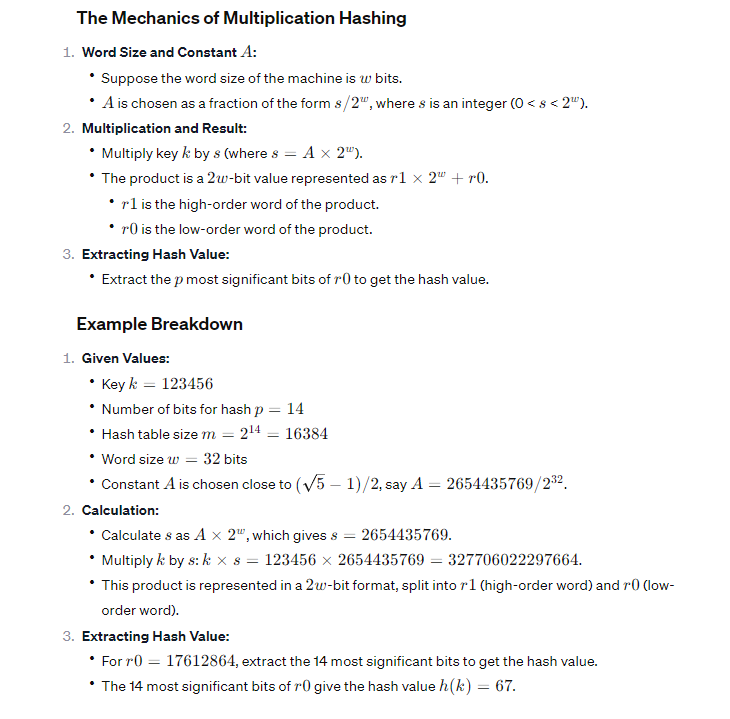 The Mechanics of Multiplication Hashing
1. Word Size and Constant A:
• Suppose the word size of the machine is w bits.
• A is chosen as a fraction of the form s/2^w, where s is an integer (0 < s < 2^w).
2. Multiplication and Result:
• Multiply key k by s (where s = A × 2^w).
• The product is a 2w-bit value represented as r1 × 2^w + r0.
• r1 is the high-order word of the product.
• r0 is the low-order word of the product.
3. Extracting Hash Value:
• Extract the p most significant bits of r0 to get the hash value.
Example Breakdown
1. Given Values:
• Key k = 123456
• Number of bits for hash p = 14
• Hash table size m = 2^14 = 16384
• Word size w = 32 bits
• Constant A is chosen close to (√5 − 1)/2, say A = 2654435769/2^32.
2. Calculation:
• Calculate s as A × 2^w, which gives s = 2654435769.
• Multiply k by s: k × s = 123456 × 2654435769 = 327706022297664.
• This product is represented in a 2w-bit format, split into r1 (high-order word) and r0 (low-
order word).
3. Extracting Hash Value:
• For r0 = 17612864, extract the 14 most significant bits to get the hash value.
• The 14 most significant bits of r0 give the hash value h(k) = 67.